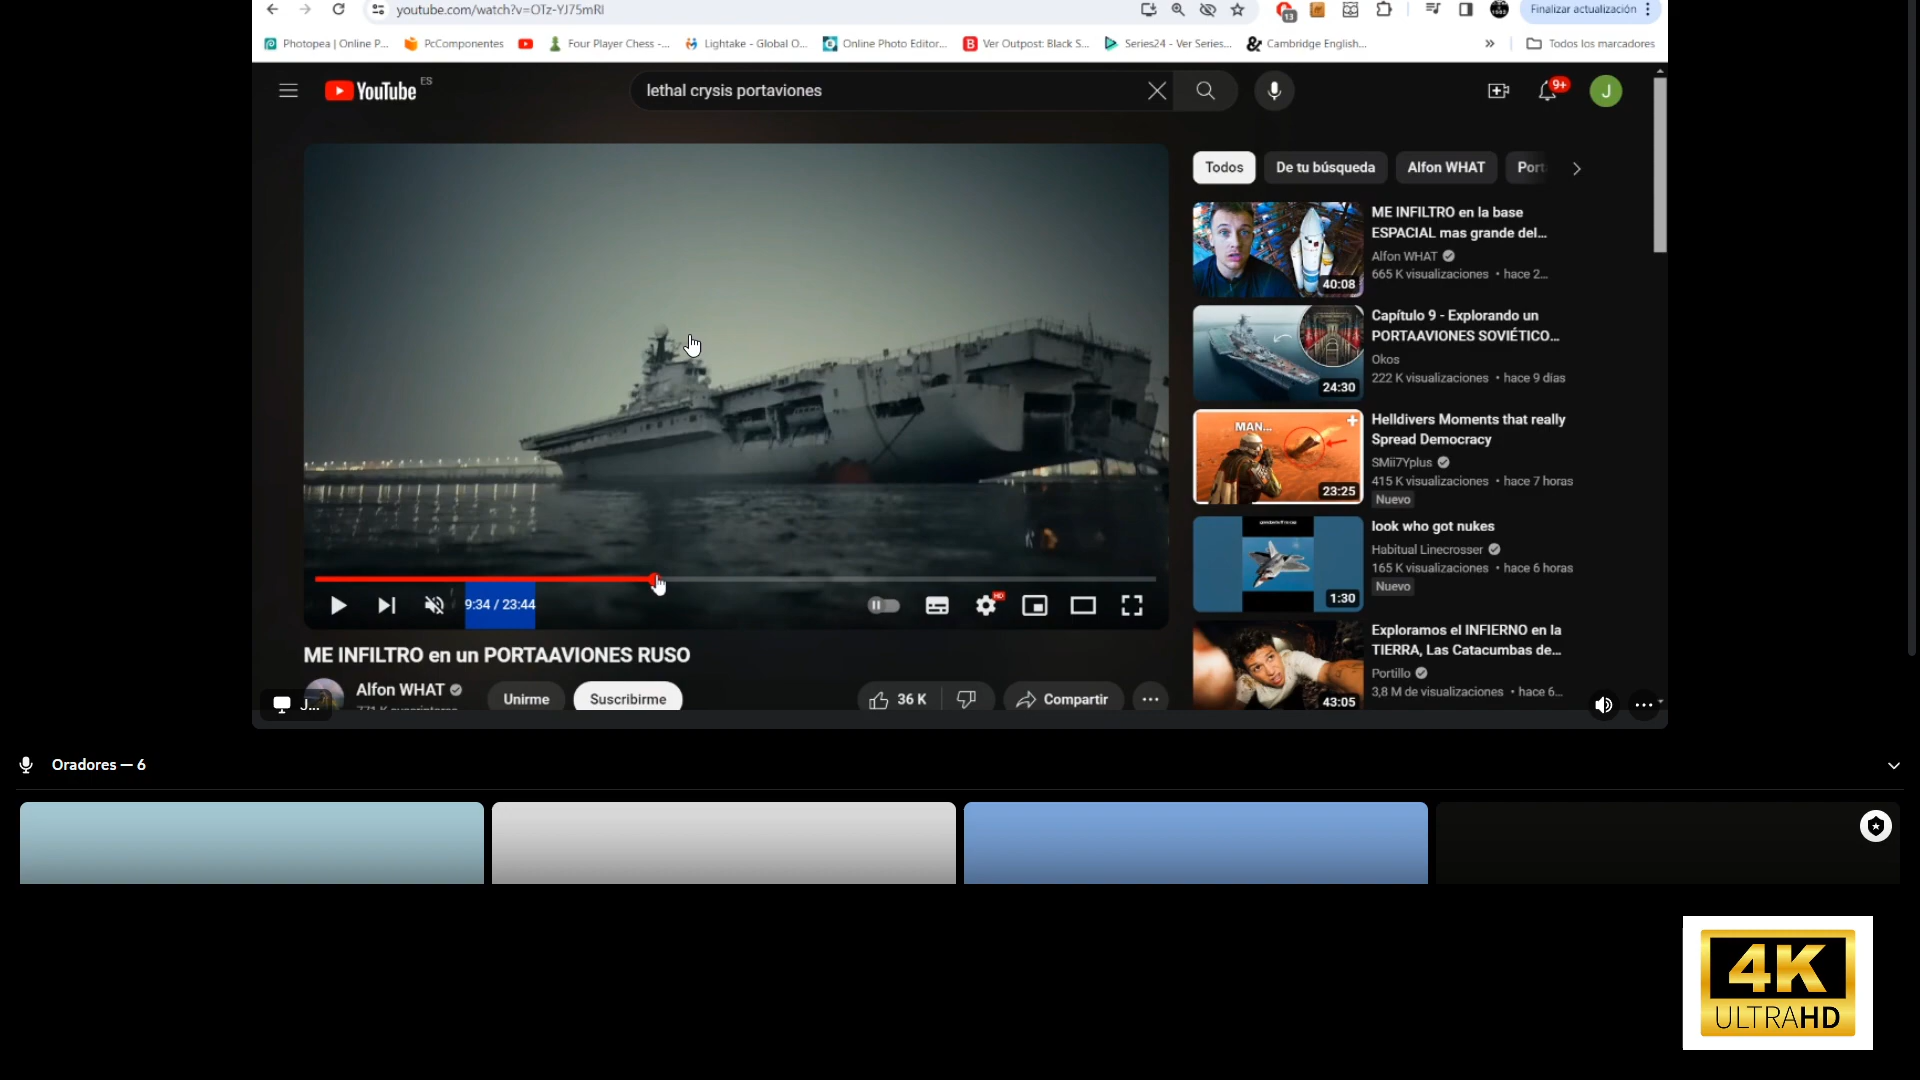 youtube.com/watch?v=OTz-YJ75mRI
Finalizar actualización
13
Photopea | Online P...
PcComponentes
Four Player Chess -...
Lightake - Global O...
Online Photo Editor...
Ver Outpost: Black S...
Series24 - Ver Series...
Cambridge English...
»
Todos los marcadores
YouTube ES
lethal crysis portaviones
9+
J
Todos
De tu búsqueda
Alfon WHAT
Port
ME INFILTRO en la base
ESPACIAL mas grande del...
Alfon WHAT
665 K visualizaciones • hace 2...
40:08
Capítulo 9 - Explorando un
PORTAAVIONES SOVIÉTICO...
Okos
222 K visualizaciones • hace 9 días
24:30
MAN...
Helldivers Moments that really
Spread Democracy
SMii7Yplus
415 K visualizaciones • hace 7 horas
Nuevo
23:25
look who got nukes
Habitual Linecrosser
165 K visualizaciones • hace 6 horas
Nuevo
1:30
Exploramos el INFIERNO en la
TIERRA, Las Catacumbas de...
Portillo
3,8 M de visualizaciones • hace 6...
43:05
9:34 / 23:44
HD
ME INFILTRO en un PORTAAVIONES RUSO
Alfon WHAT
Unirme
Suscribirme
36 K
Compartir
J...
Oradores — 6
4K
ULTRAHD